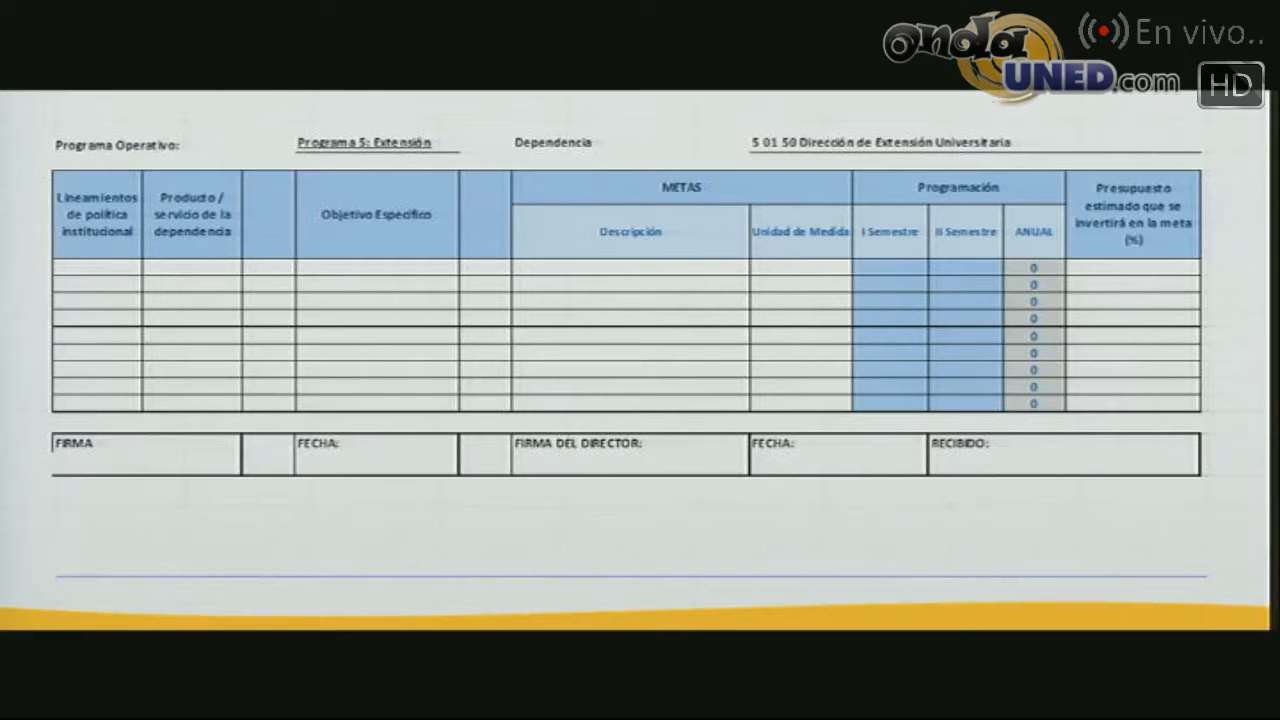 onda
UNED.com
En vivo..
HD
Programa Operativo:
Programa 5: Extensión
Dependencia
5 01 50 Dirección de Extensión Universitaria
Lineamientos
de política
institucional
Producto /
servicio de la
dependencia
Objetivo Específico
METAS
Descripción
Unidad de Medida
Programación
I Semestre
II Semestre
ANUAL
Presupuesto
estimado que se
invertirá en la meta
(%)
0
0
0
0
0
0
0
0
0
FIRMA
FECHA:
FIRMA DEL DIRECTOR:
FECHA:
RECIBIDO: